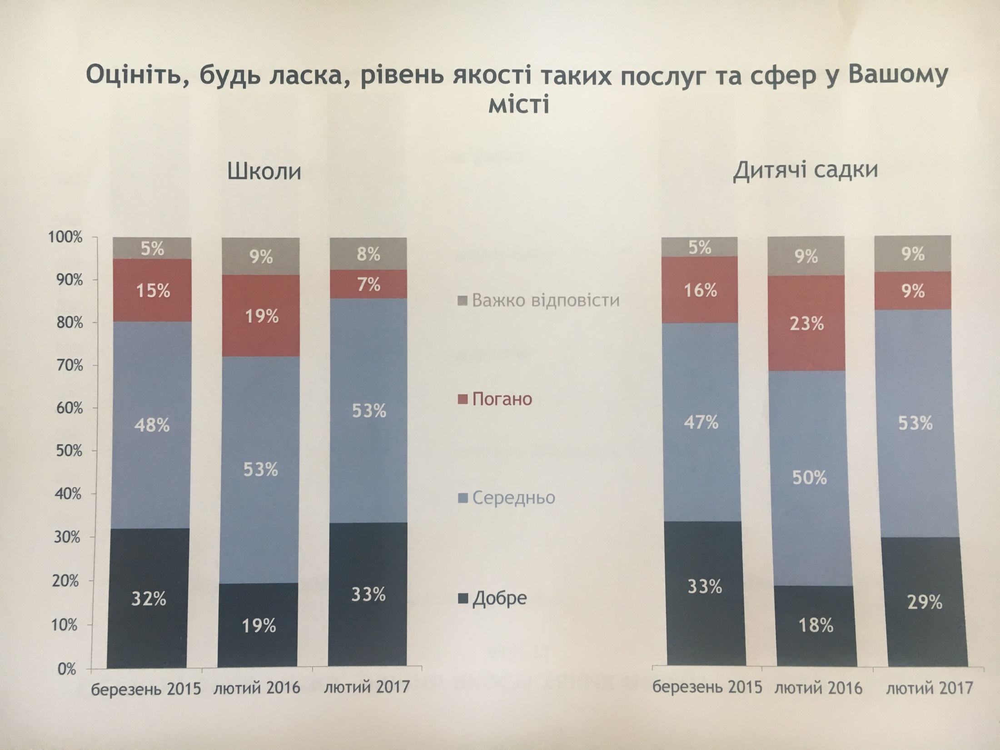 Оцініть, будь ласка, рівень якості таких послуг та сфер у Вашому
місті
Школи
100%
90%
80%
70%
60%
50%
40%
30%
20%
10%
0%
5%
15%
48%
32%
9%
19%
53%
19%
8%
7%
53%
33%
березень 2015
лютий 2016
лютий 2017
Важко відповісти
Погано
Середньо
Добре
Дитячі садки
5%
16%
47%
33%
9%
23%
50%
18%
9%
9%
53%
29%
березень 2015
лютий 2016
лютий 2017